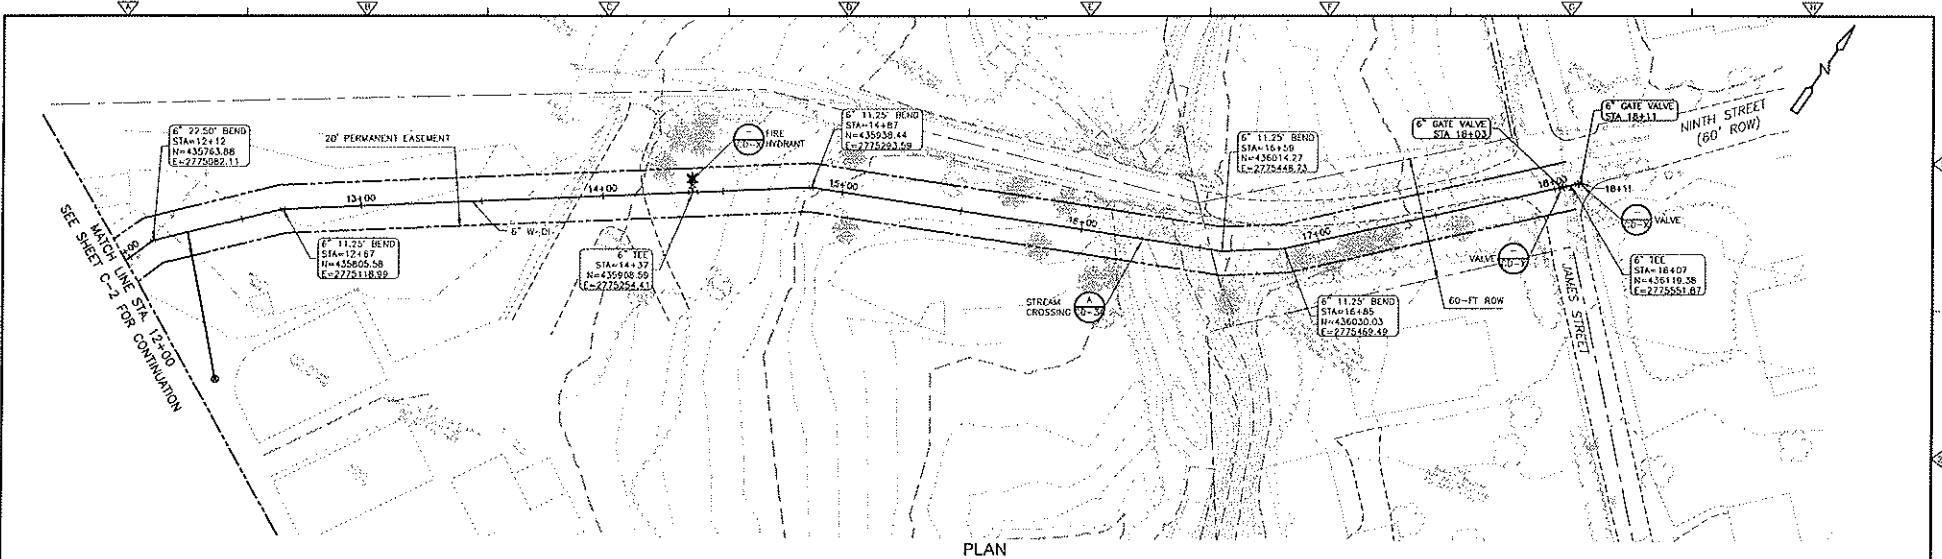 A
B
C
D
E
F
G
H
N
6" 22.50° BEND
STA=12+12
N=435763.88
E=2775082.11
20' PERMANENT EASEMENT
FIRE
HYDRANT
6" 11.25° BEND
STA=14+87
N=435938.44
E=2775293.59
6" 11.25° BEND
STA=16+59
N=436014.27
E=2775448.73
6" GATE VALVE
STA 18+03
6" GATE VALVE
STA 18+11
NINTH STREET
(60' ROW)
13+00
14+00
15+00
16+00
17+00
18+00
18+11
MATCH LINE STA. 12+00
SEE SHEET C-2 FOR CONTINUATION
6" 11.25° BEND
STA=12+67
N=435805.58
E=2775118.99
6" W-DI
6" TEE
STA=14+37
N=435908.59
E=2775254.41
STREAM
CROSSING
A
6" 11.25° BEND
STA=16+85
N=436030.03
E=2775469.49
60-FT ROW
VALVE
VALVE
6" TEE
STA=18+07
N=436119.38
E=2775551.87
JAMES STREET
PLAN